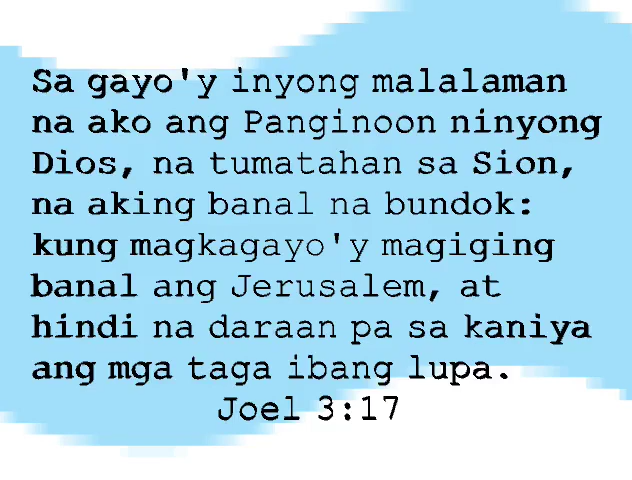 Sa gayo'y inyong malalaman
na ako ang Panginoon ninyong
Dios, na tumatahan sa Sion,
na aking banal na bundok:
kung magkagayo'y magiging
banal ang Jerusalem, at
hindi na daraan pa sa kaniya
ang mga taga ibang lupa.
Joel 3:17